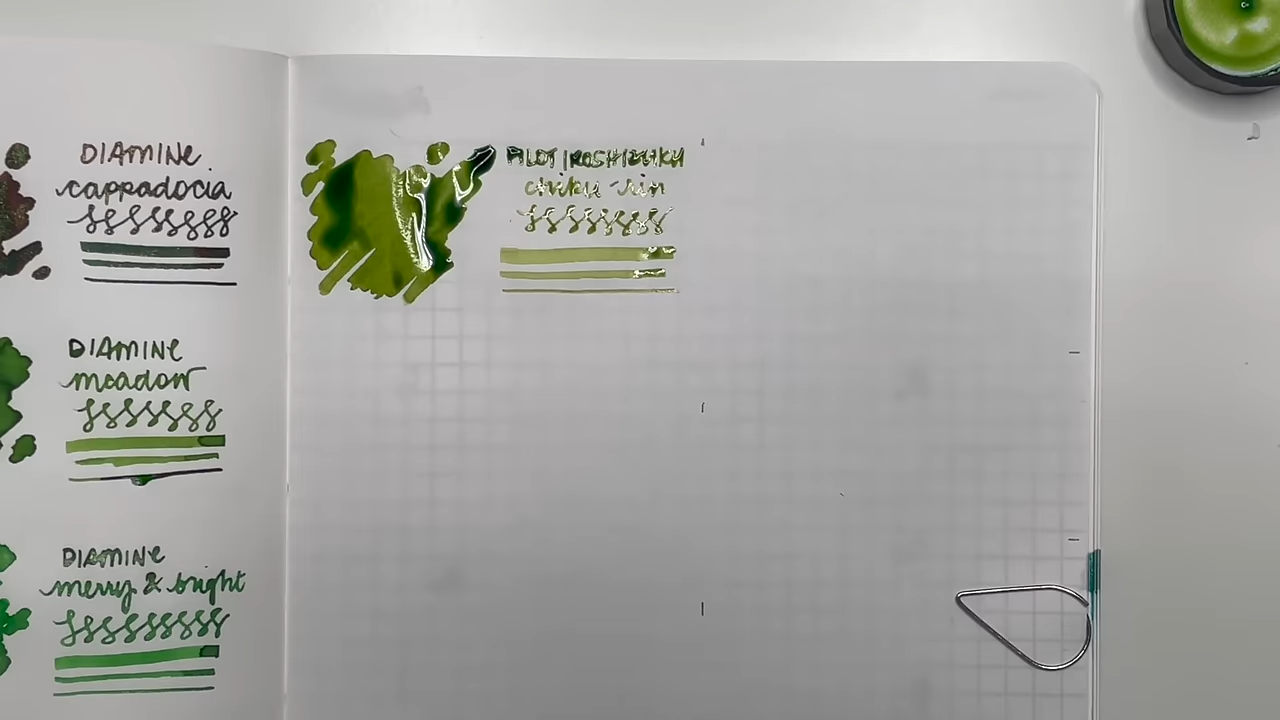 DIAMINE
cappadocia
DIAMINE
meadow
DIAMINE
merry & bright
PILOT IROSHIZUKU
chiku-rin